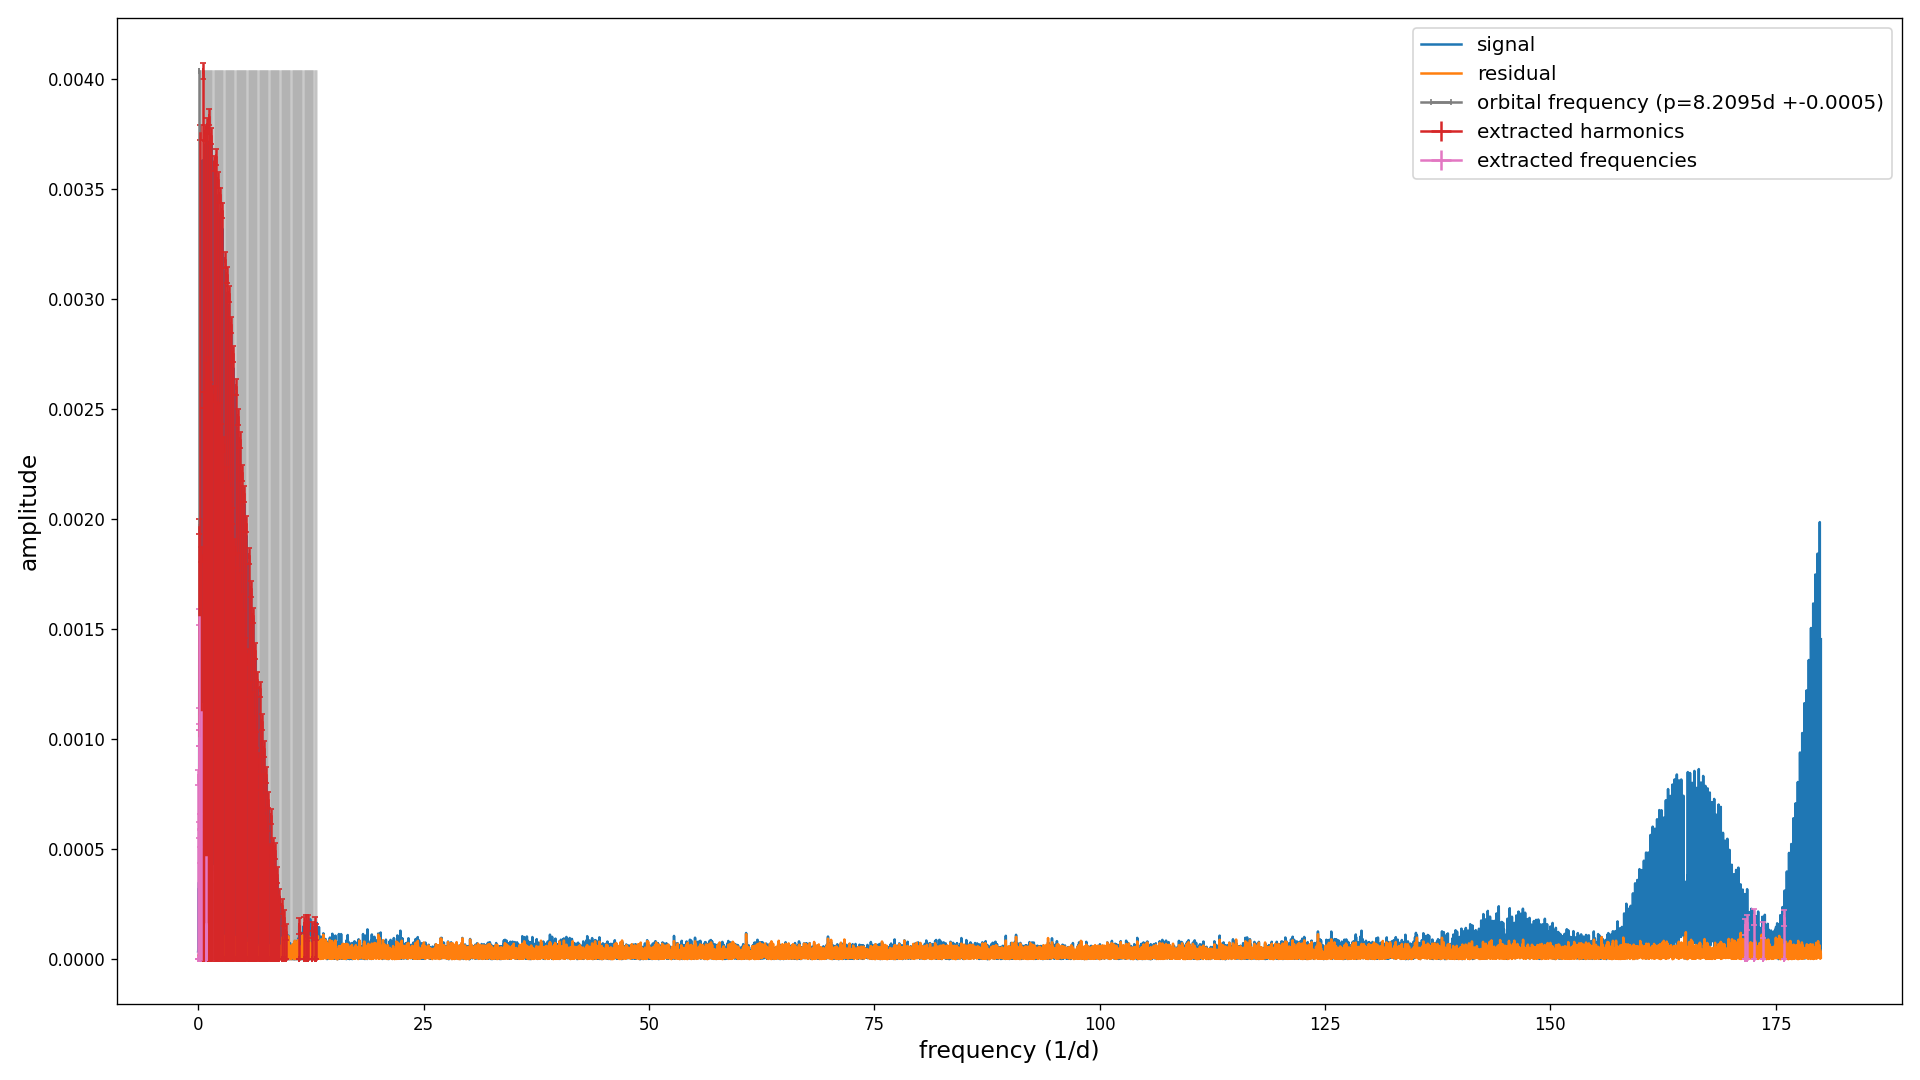 signal
residual
orbital frequency (p=8.2095d +-0.0005)
extracted harmonics
extracted frequencies
0.0040
0.0035
0.0030
0.0025
0.0020
0.0015
0.0010
0.0005
0.0000
amplitude
0 25 50 75 100 125 150 175
frequency (1/d)